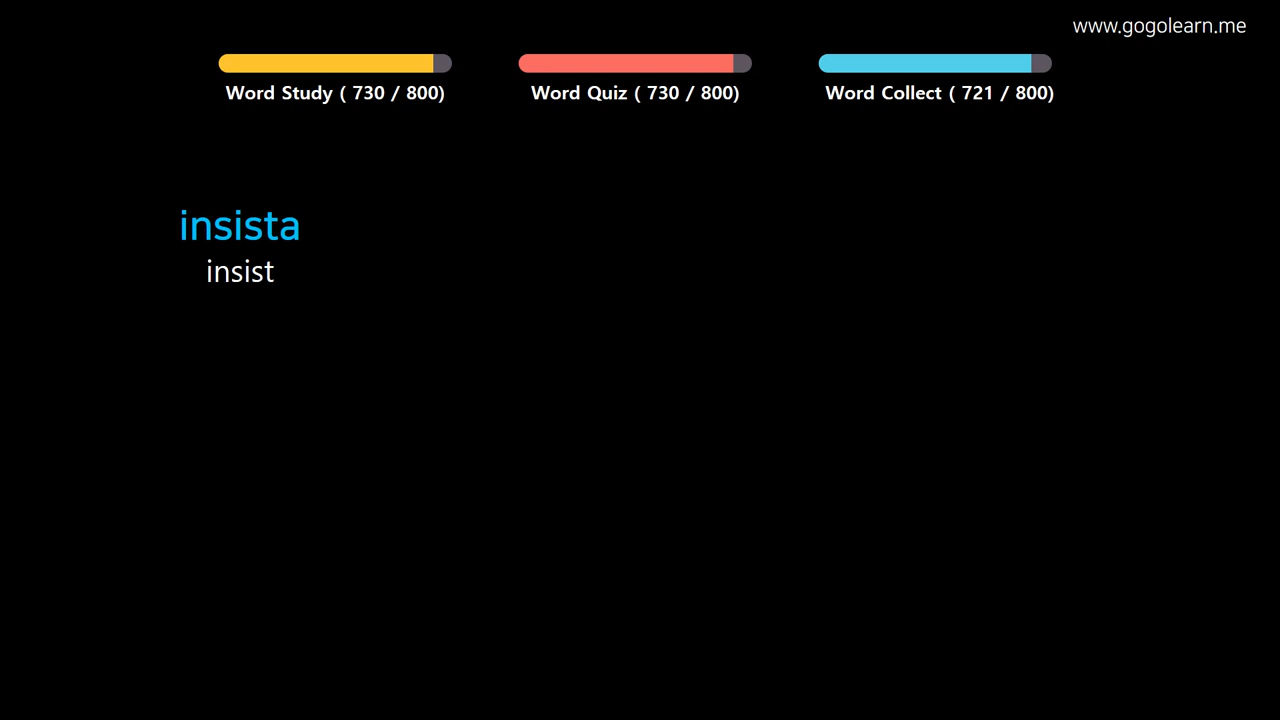 www.gogolearn.me
Word Study ( 730 / 800)
Word Quiz ( 730 / 800)
Word Collect ( 721 / 800)
insista
insist